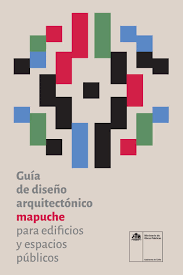 Guía
de diseño
arquitectónico
mapuche
para edificios
y espacios
públicos